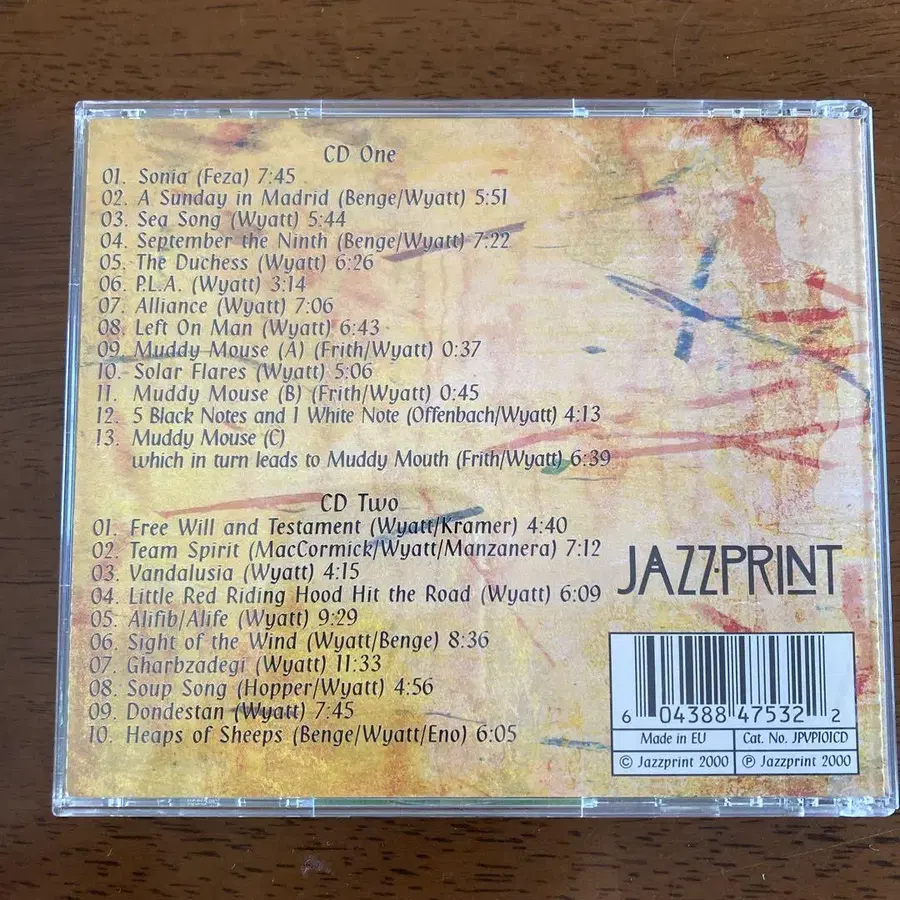 CD One
01. Sonia (Feza) 7:45
02. A Sunday in Madrid (Benge/Wyatt) 5:51
03. Sea Song (Wyatt) 5:44
04. September the Ninth (Benge/Wyatt) 7:22
05. The Duchess (Wyatt) 6:26
06. P.L.A. (Wyatt) 3:14
07. Alliance (Wyatt) 7:06
08. Left On Man (Wyatt) 6:43
09. Muddy Mouse (A) (Frith/Wyatt) 0:37
10. Solar Flares (Wyatt) 5:06
11. Muddy Mouse (B) (Frith/Wyatt) 0:45
12. 5 Black Notes and 1 White Note (Offenbach/Wyatt) 4:13
13. Muddy Mouse (C)
which in turn leads to Muddy Mouth (Frith/Wyatt) 6:39
CD Two
01. Free Will and Testament (Wyatt/Kramer) 4:40
02. Team Spirit (MacCormick/Wyatt/Manzanera) 7:12
03. Vandalusia (Wyatt) 4:15
04. Little Red Riding Hood Hit the Road (Wyatt) 6:09
05. Alifib/Alife (Wyatt) 9:29
06. Sight of the Wind (Wyatt/Benge) 8:36
07. Gharbzadegi (Wyatt) 11:33
08. Soup Song (Hopper/Wyatt) 4:56
09. Dondestan (Wyatt) 7:45
10. Heaps of Sheeps (Benge/Wyatt/Eno) 6:05
JAZZ·PRINT
6 04388 47532 2
Made in EU
Cat. No. JPVP101CD
© Jazzprint 2000
℗ Jazzprint 2000